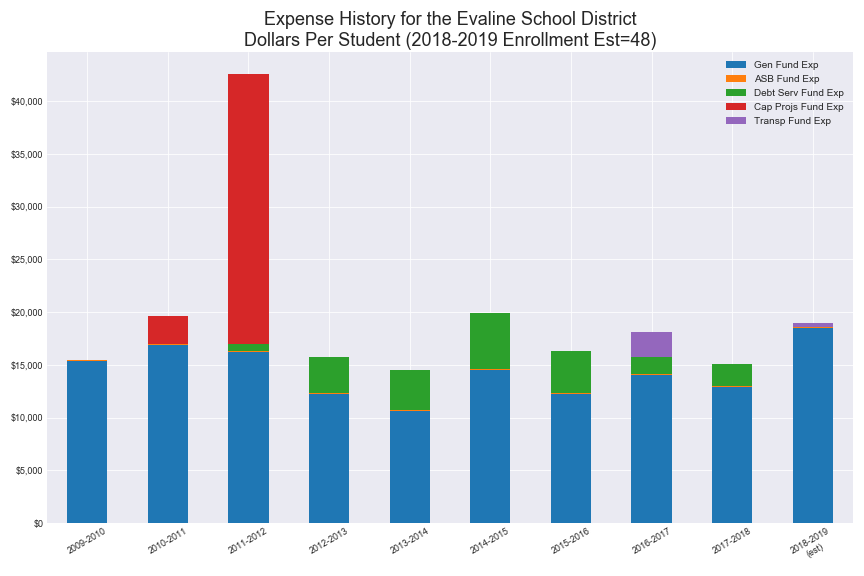 Expense History for the Evaline School District
Dollars Per Student (2018-2019 Enrollment Est=48)
Gen Fund Exp
ASB Fund Exp
Debt Serv Fund Exp
Cap Projs Fund Exp
Transp Fund Exp
$40,000
$35,000
$30,000
$25,000
$20,000
$15,000
$10,000
$5,000
$0
2009-2010
2010-2011
2011-2012
2012-2013
2013-2014
2014-2015
2015-2016
2016-2017
2017-2018
2018-2019
(est)